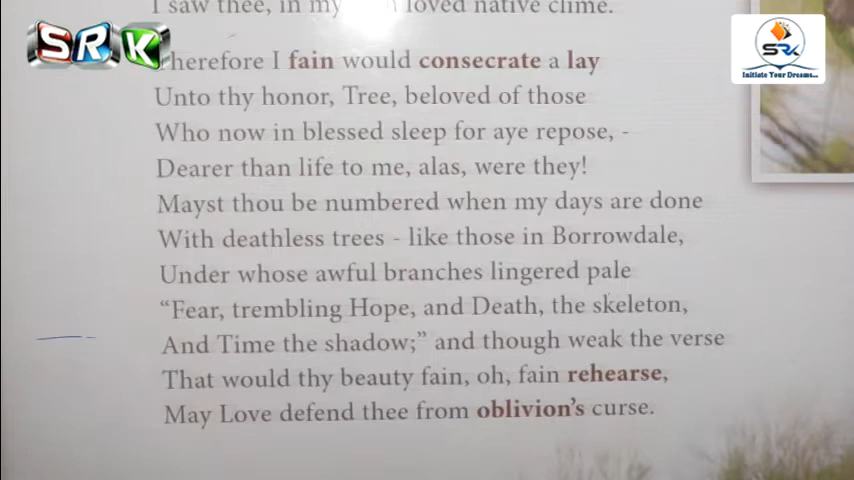 I saw thee, in my loved native clime.
SRK
Therefore I fain would consecrate a lay
Unto thy honor, Tree, beloved of those
Who now in blessed sleep for aye repose, -
Dearer than life to me, alas, were they!
Mayst thou be numbered when my days are done
With deathless trees - like those in Borrowdale,
Under whose awful branches lingered pale
“Fear, trembling Hope, and Death, the skeleton,
And Time the shadow;” and though weak the verse
That would thy beauty fain, oh, fain rehearse,
May Love defend thee from oblivion’s curse.
SRK
Initiate Your Dreams...